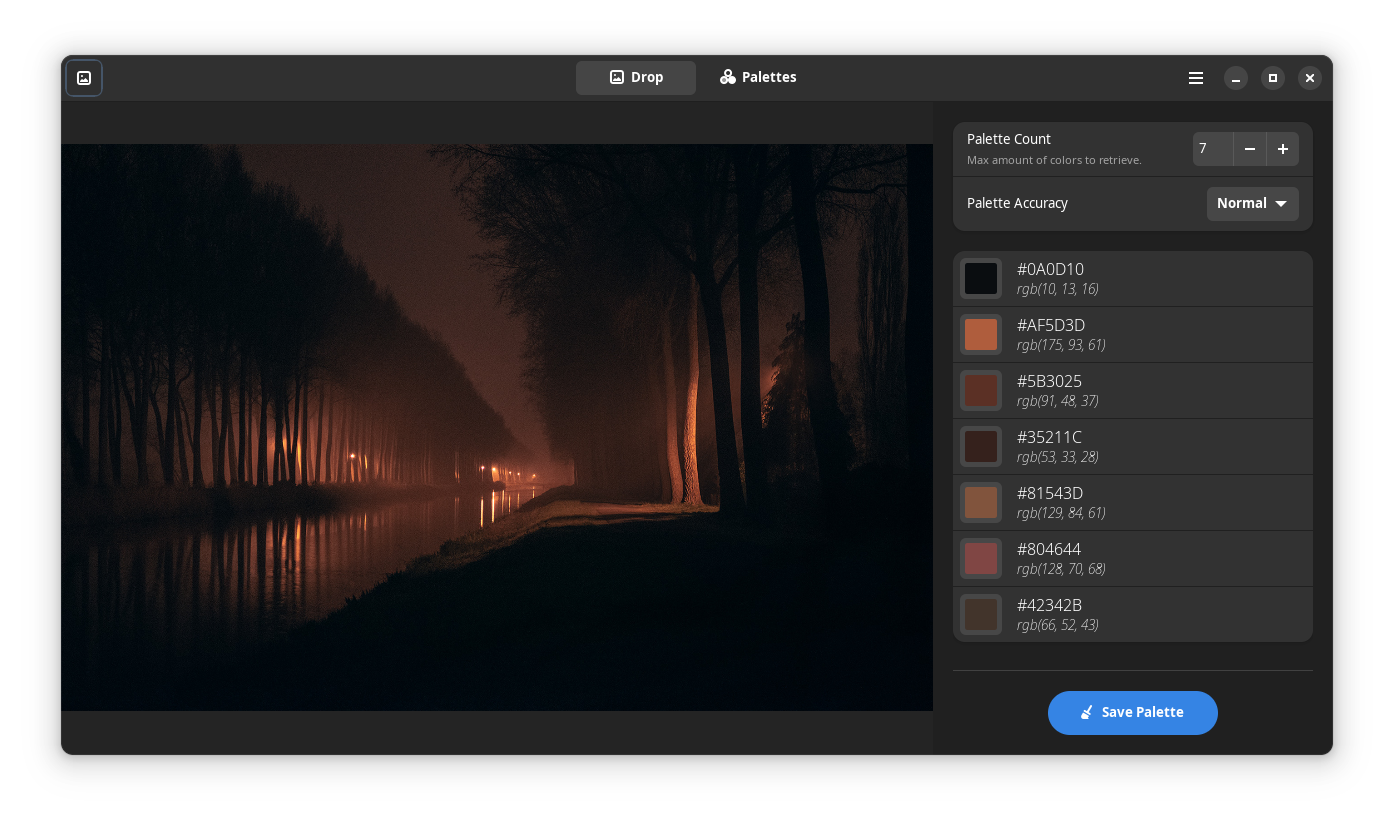 Drop
Palettes
Palette Count
Max amount of colors to retrieve.
7
Palette Accuracy
Normal
#0A0D10
rgb(10, 13, 16)
#AF5D3D
rgb(175, 93, 61)
#5B3025
rgb(91, 48, 37)
#35211C
rgb(53, 33, 28)
#81543D
rgb(129, 84, 61)
#804644
rgb(128, 70, 68)
#42342B
rgb(66, 52, 43)
Save Palette